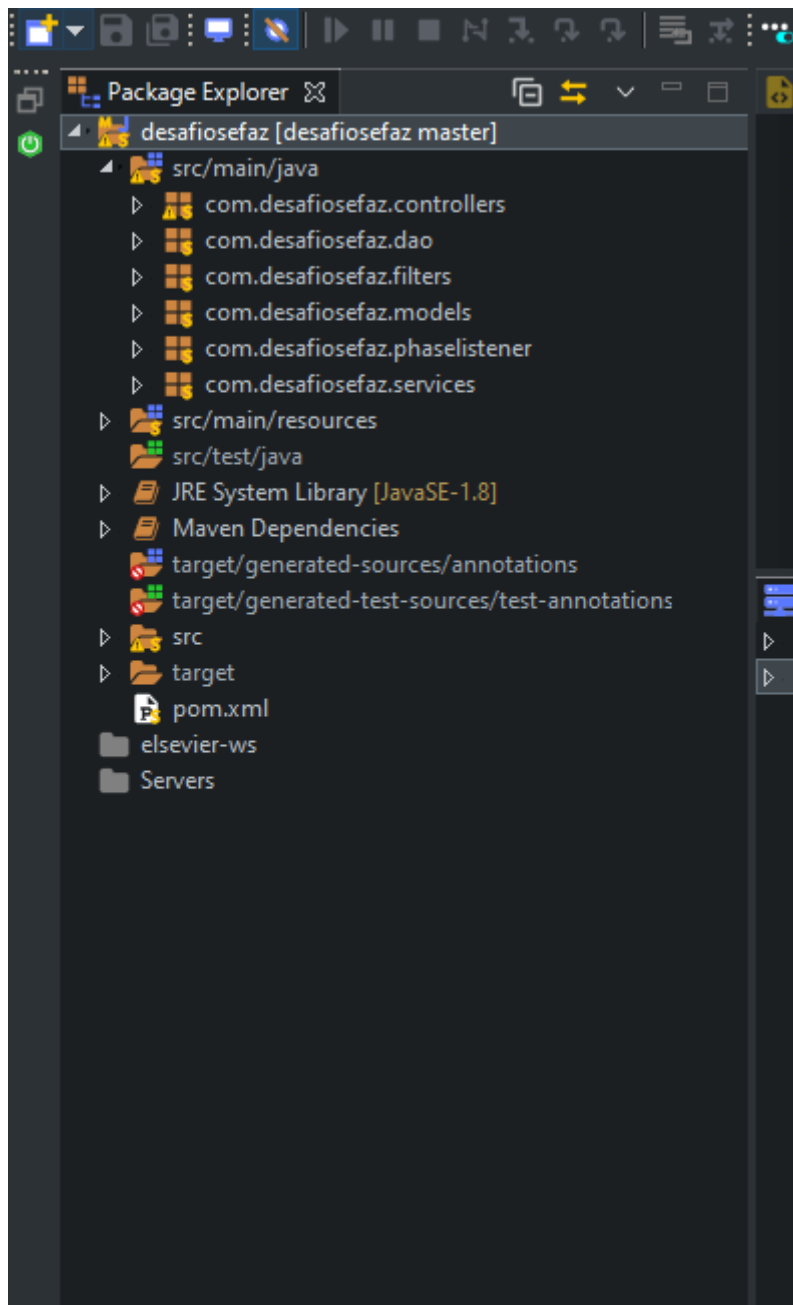 Package Explorer
desafiosefaz [desafiosefaz master]
src/main/java
com.desafiosefaz.controllers
com.desafiosefaz.dao
com.desafiosefaz.filters
com.desafiosefaz.models
com.desafiosefaz.phaselistener
com.desafiosefaz.services
src/main/resources
src/test/java
JRE System Library [JavaSE-1.8]
Maven Dependencies
target/generated-sources/annotations
target/generated-test-sources/test-annotations
src
target
pom.xml
elsevier-ws
Servers